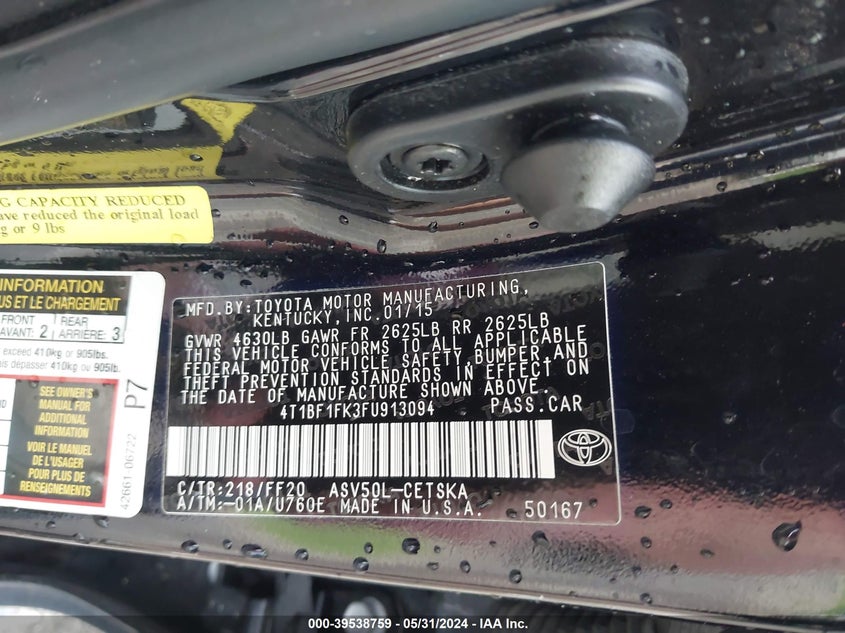 G CAPACITY REDUCED
ave reduced the original load
g or 9 lbs
INFORMATION
US ET LE CHARGEMENT
FRONT
AVANT: 2
REAR
ARRIÈRE: 3
exceed 410kg or 905lbs.
dépasser 410kg ou 905lb
SEE OWNER'S
MANUAL FOR
ADDITIONAL
INFORMATION
VOIR LE MANUEL
DE L'USAGER
POUR PLUS DE
RENSEIGNEMENTS
P7
42661-06722
MFD.BY:TOYOTA MOTOR MANUFACTURING,
KENTUCKY,INC.01/15
GVWR 4630LB GAWR FR 2625LB RR 2625LB
THIS VEHICLE CONFORMS TO ALL APPLICABLE
FEDERAL MOTOR VEHICLE SAFETY,BUMPER,AND
THEFT PREVENTION STANDARDS IN EFFECT ON
THE DATE OF MANUFACTURE SHOWN ABOVE.
4T1BF1FK3FU913094 PASS.CAR
C/TR:218/FF20 ASV50L-CETSKA
A/TM:-01A/U760E MADE IN U.S.A. 50167
000-39538759 — 05/31/2024 — IAA Inc.